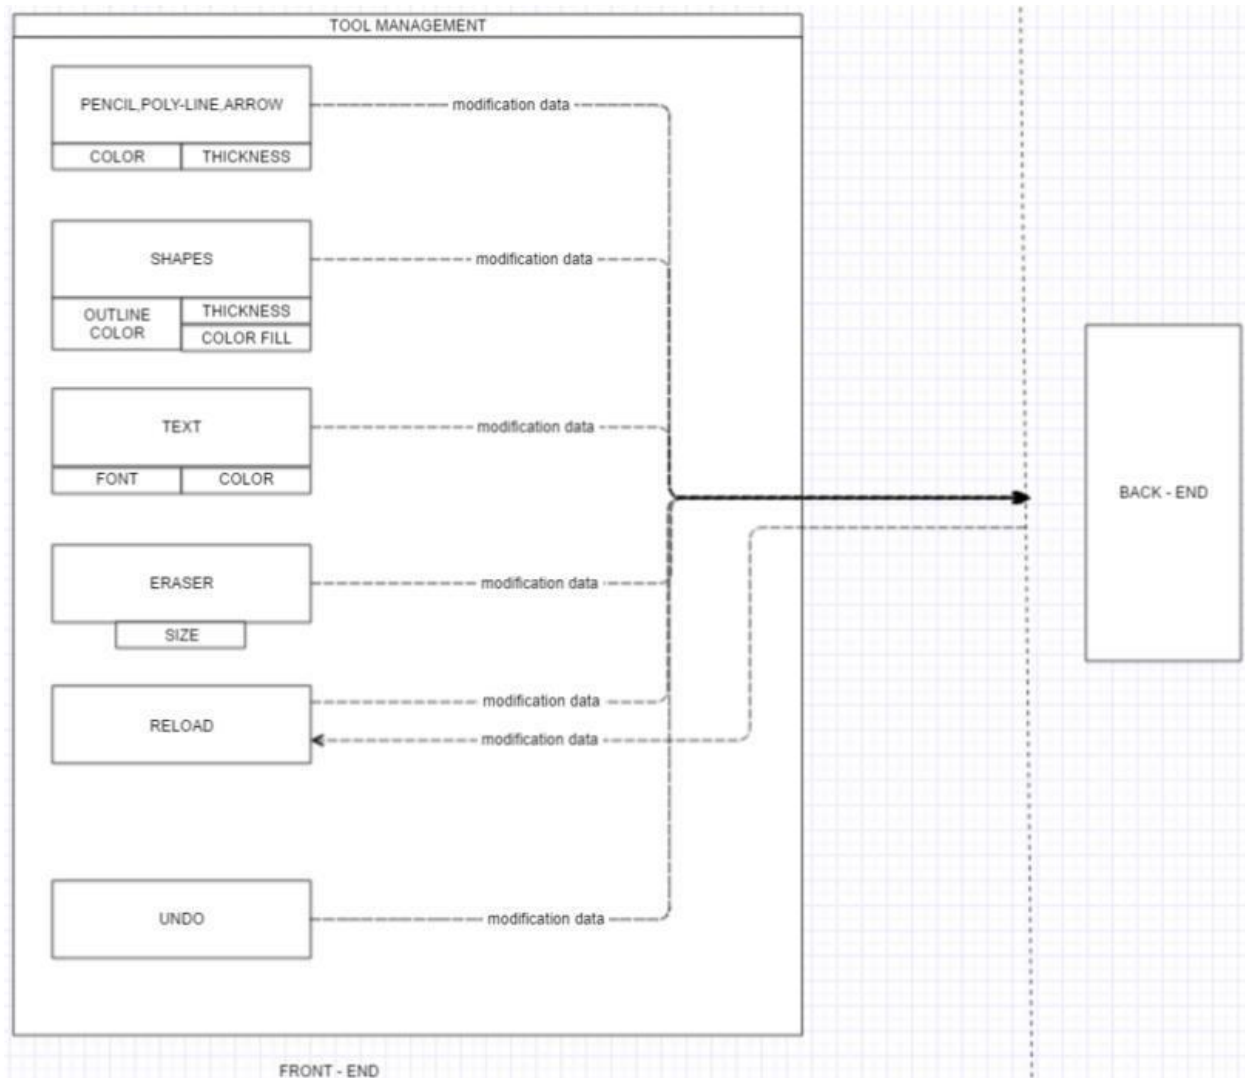 TOOL MANAGEMENT
PENCIL,POLY-LINE,ARROW
modification data
COLOR
THICKNESS
SHAPES
modification data
OUTLINE
COLOR
THICKNESS
COLOR FILL
TEXT
modification data
FONT
COLOR
BACK - END
ERASER
modification data
SIZE
RELOAD
modification data
modification data
UNDO
modification data
FRONT - END